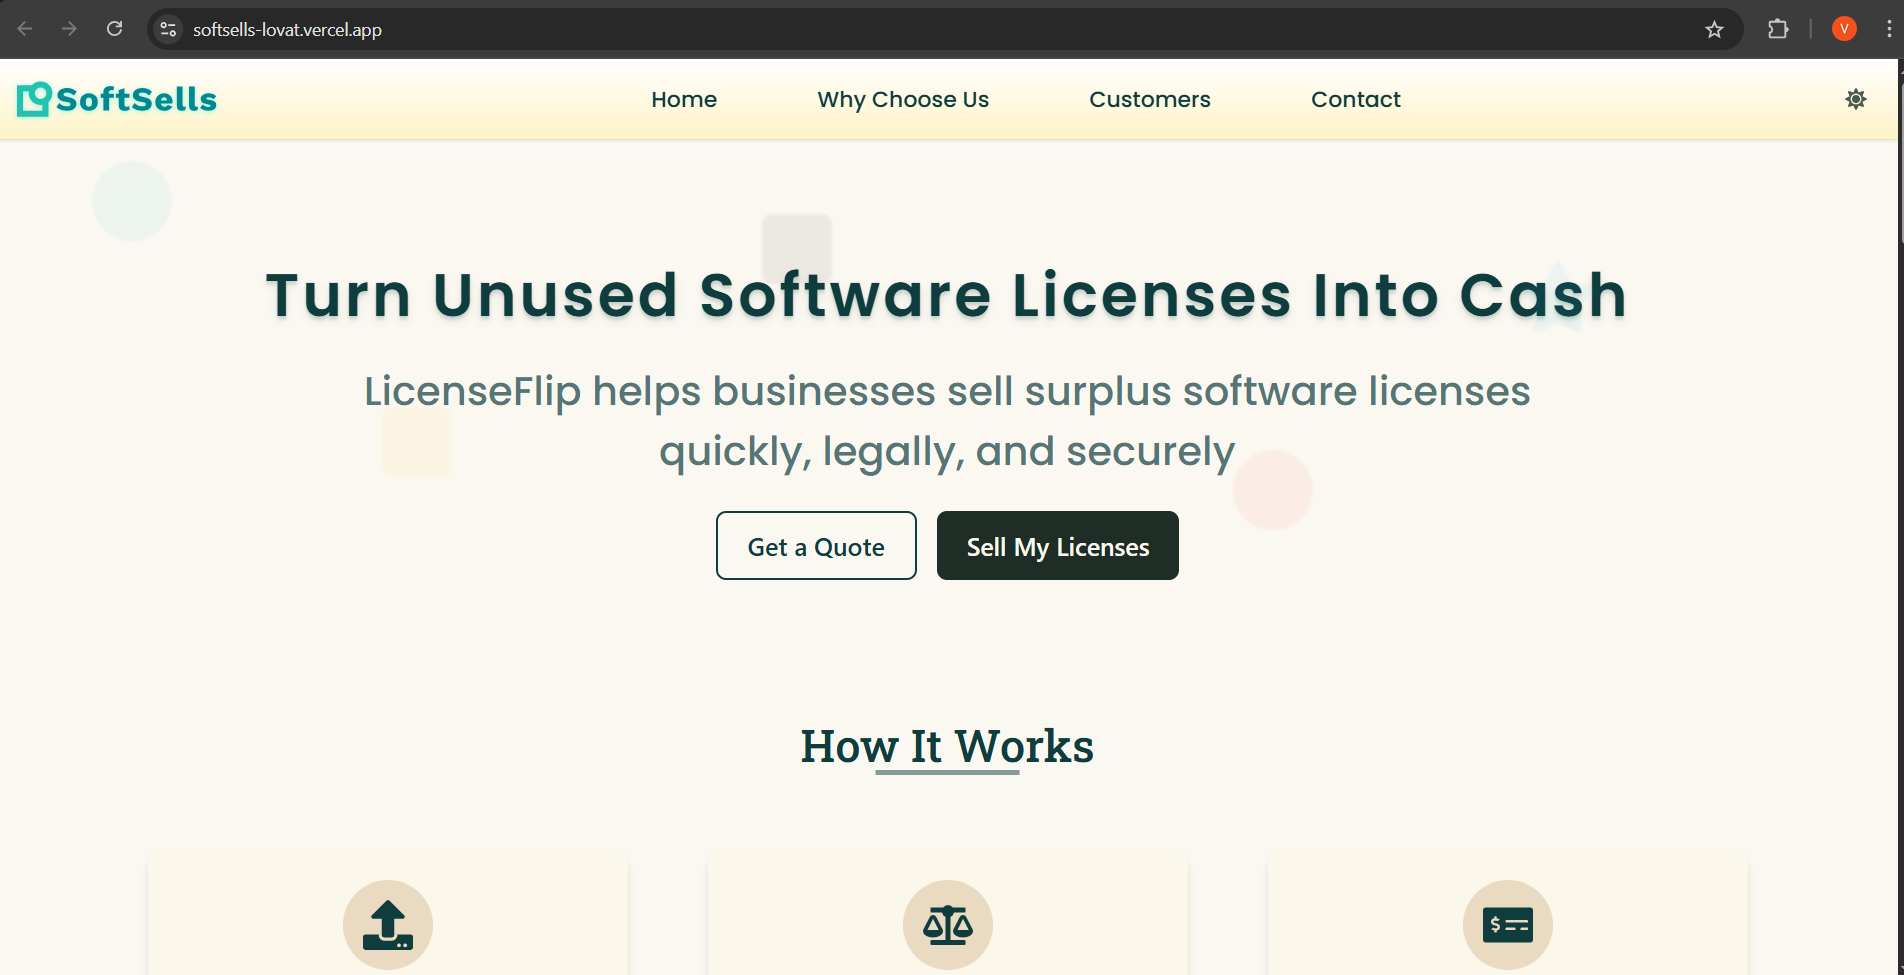 softsells-lovat.vercel.app
V
SoftSells
Home
Why Choose Us
Customers
Contact
Turn Unused Software Licenses Into Cash
LicenseFlip helps businesses sell surplus software licenses
quickly, legally, and securely
Get a Quote
Sell My Licenses
How It Works
$